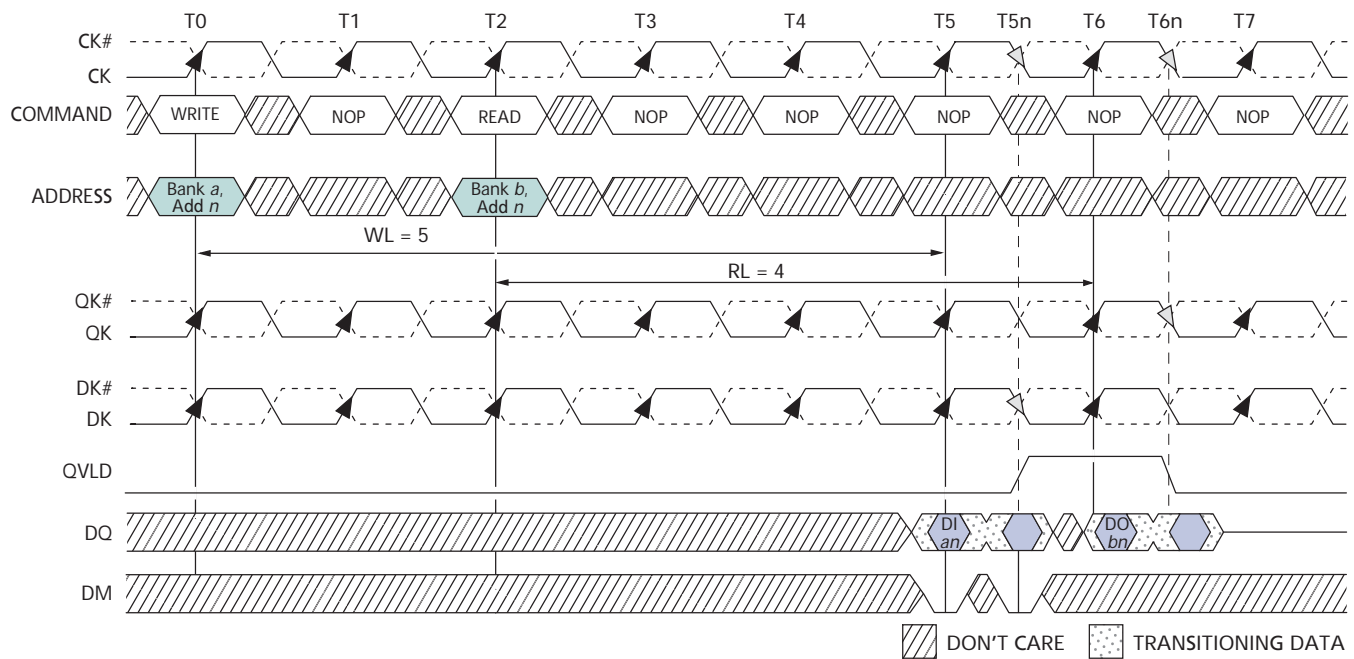 T0 T1 T2 T3 T4 T5 T5n T6 T6n T7
CK#
CK
COMMAND WRITE NOP READ NOP NOP NOP NOP NOP
ADDRESS Bank a, Add n Bank b, Add n
WL = 5
RL = 4
QK#
QK
DK#
DK
QVLD
DQ DI an DO bn
DM
DON'T CARE TRANSITIONING DATA